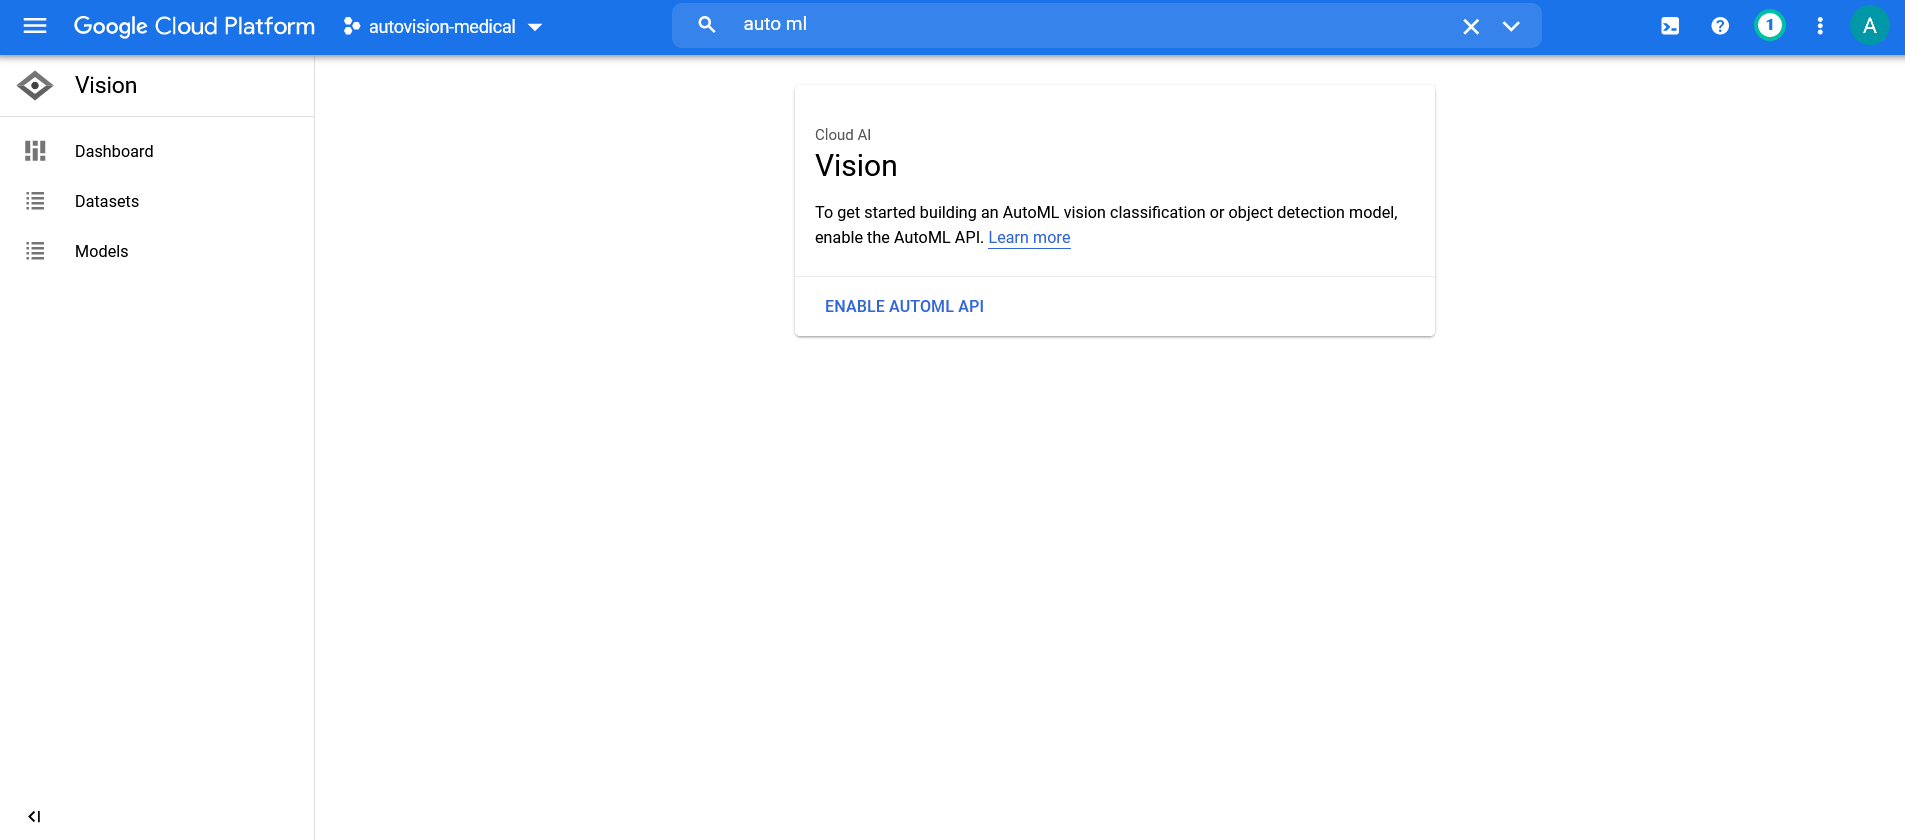 Google Cloud Platform
autovision-medical
auto ml
1
A
Vision
Dashboard
Datasets
Models
Cloud AI
Vision
To get started building an AutoML vision classification or object detection model,
enable the AutoML API. Learn more
ENABLE AUTOML API